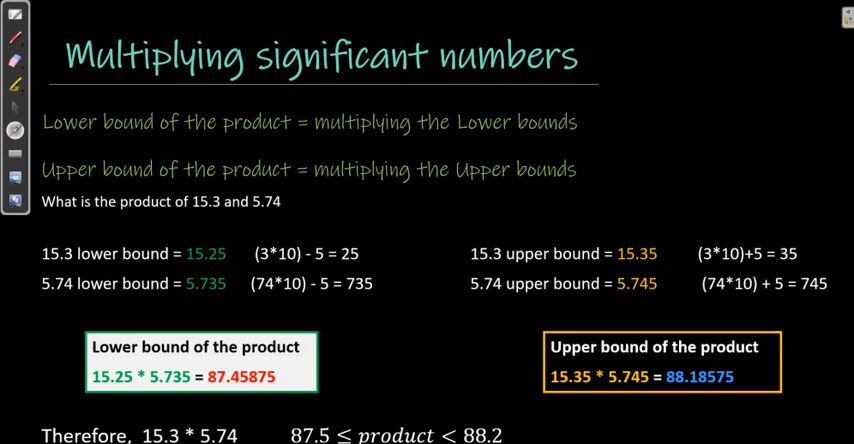 Multiplying significant numbers
Lower bound of the product = multiplying the Lower bounds
Upper bound of the product = multiplying the Upper bounds
What is the product of 15.3 and 5.74
15.3 lower bound = 15.25 (3*10) - 5 = 25
5.74 lower bound = 5.735 (74*10) - 5 = 735
15.3 upper bound = 15.35 (3*10)+5 = 35
5.74 upper bound = 5.745 (74*10) + 5 = 745
Lower bound of the product
15.25 * 5.735 = 87.45875
Upper bound of the product
15.35 * 5.745 = 88.18575
Therefore, 15.3 * 5.74 87.5 ≤ product < 88.2